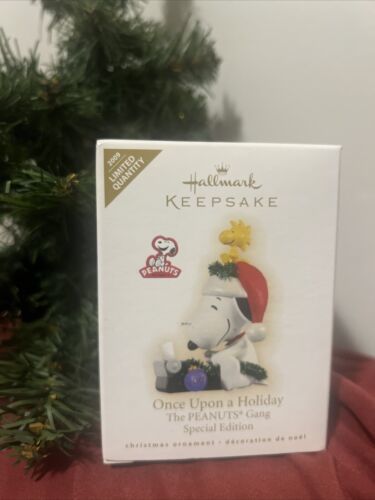 2009
LIMITED
QUANTITY
Hallmark
KEEPSAKE
PEANUTS
Once Upon a Holiday
The PEANUTS® Gang
Special Edition
christmas ornament • décoration de noël